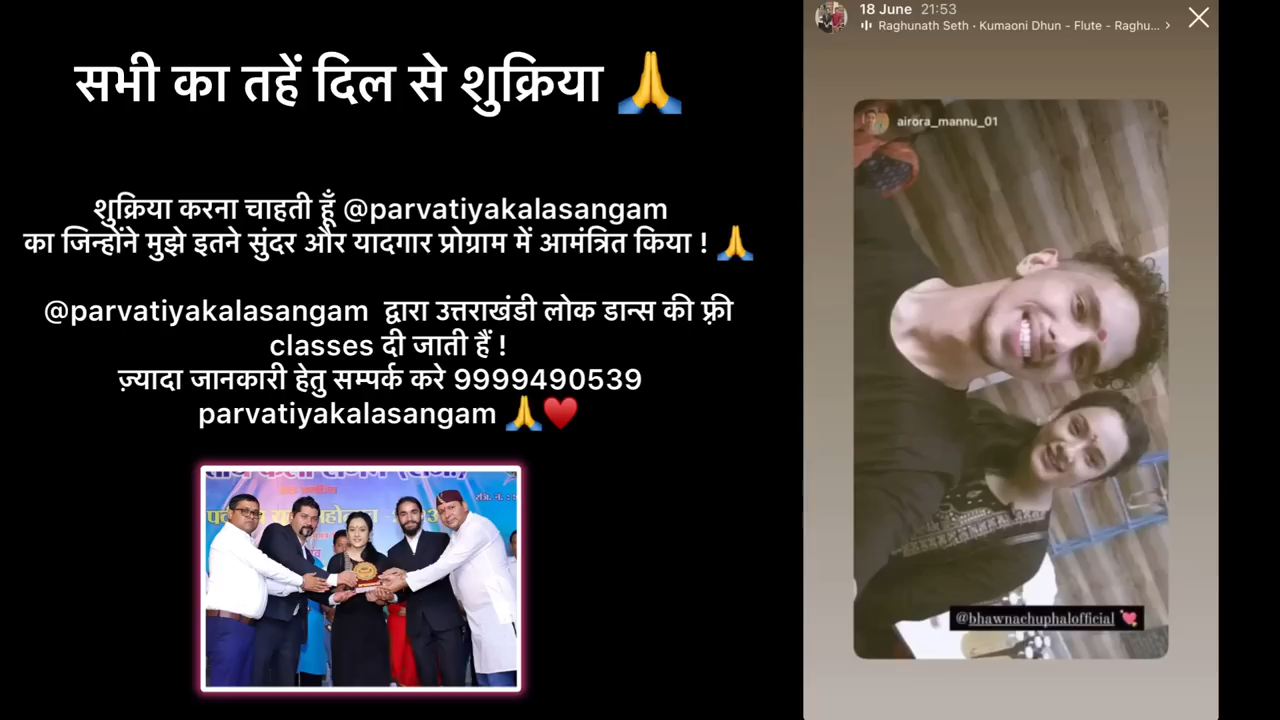 सभी का तहें दिल से शुक्रिया 🙏
शुक्रिया करना चाहती हूँ @parvatiyakalasangam
का जिन्होंने मुझे इतने सुंदर और यादगार प्रोग्राम में आमंत्रित किया ! 🙏
@parvatiyakalasangam द्वारा उत्तराखंडी लोक डान्स की फ़्री
classes दी जाती हैं !
ज़्यादा जानकारी हेतु सम्पर्क करे 9999490539
parvatiyakalasangam 🙏♥️
18 June 21:53
Raghunath Seth · Kumaoni Dhun - Flute - Raghu... >
airora_mannu_01
@bhawnachuphalofficial 💘